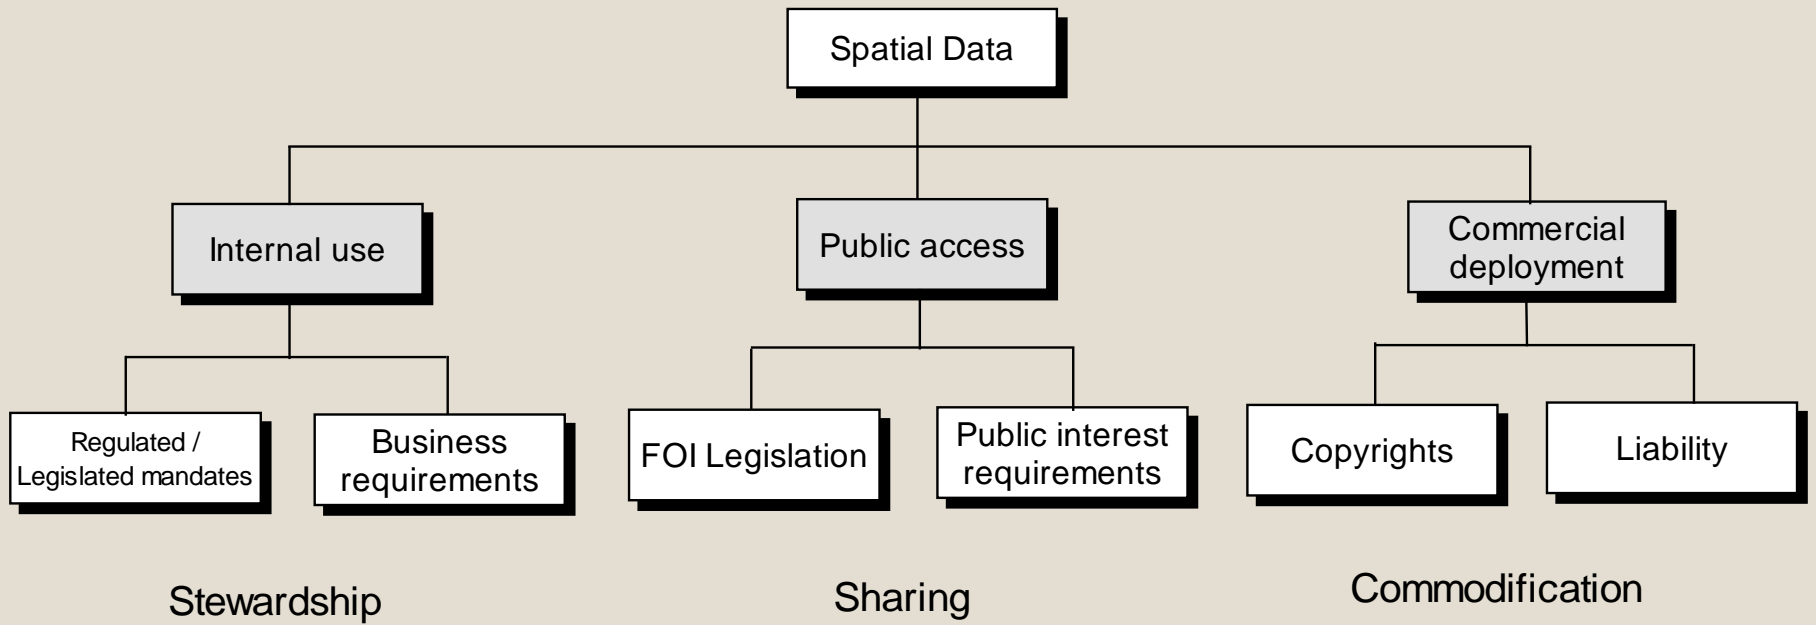 Spatial Data
Internal use
Public access
Commercial
deployment
Regulated /
Legislated mandates
Business
requirements
FOI Legislation
Public interest
requirements
Copyrights
Liability
Stewardship
Sharing
Commodification